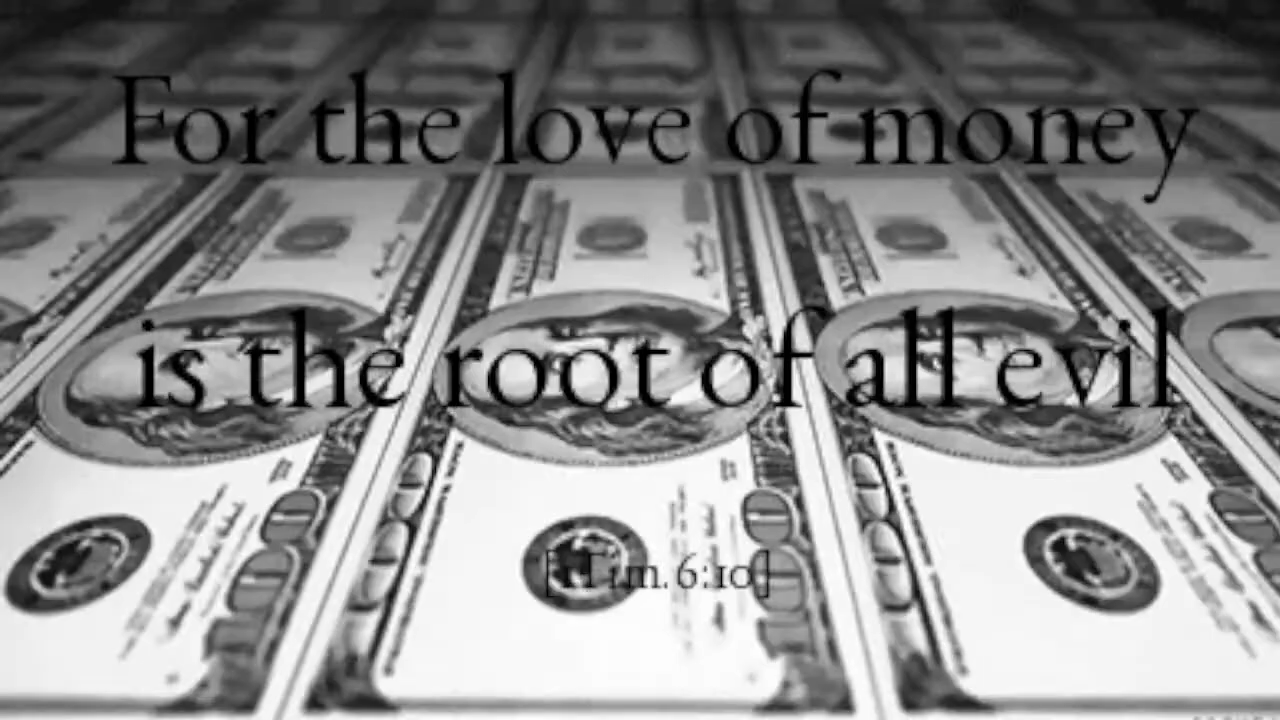 For the love of money
is the root of all evil
[1 Tim. 6:10]